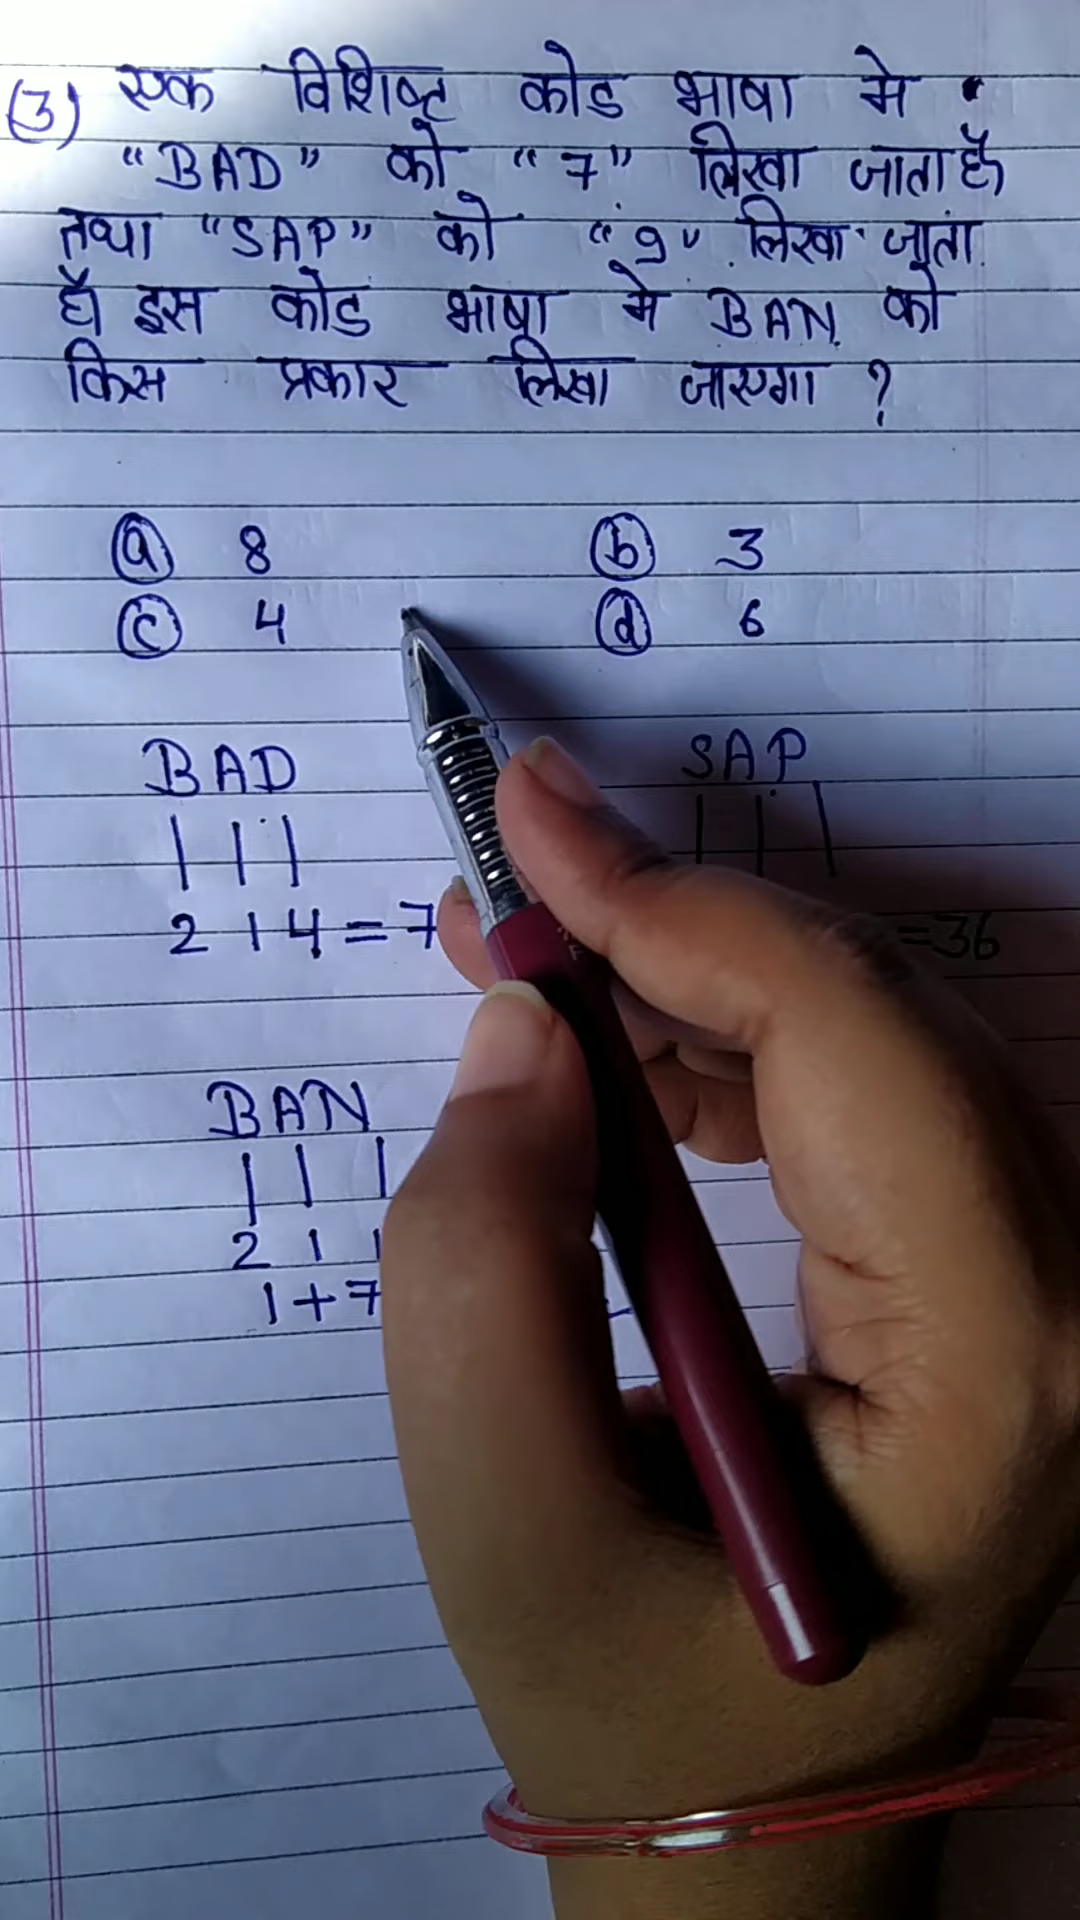 (3) एक विशिष्ट कोड भाषा मे
"BAD" को "7" लिखा जाता है
तथा "SAP" को "9" लिखा जाता
है इस कोड भाषा मे BAN को
किस प्रकार लिखा जाएगा ?
(a) 8 (b) 3
(c) 4 (d) 6
BAD SAP
2 1 4 = 7 =36
BAN
2 1 1
1+7